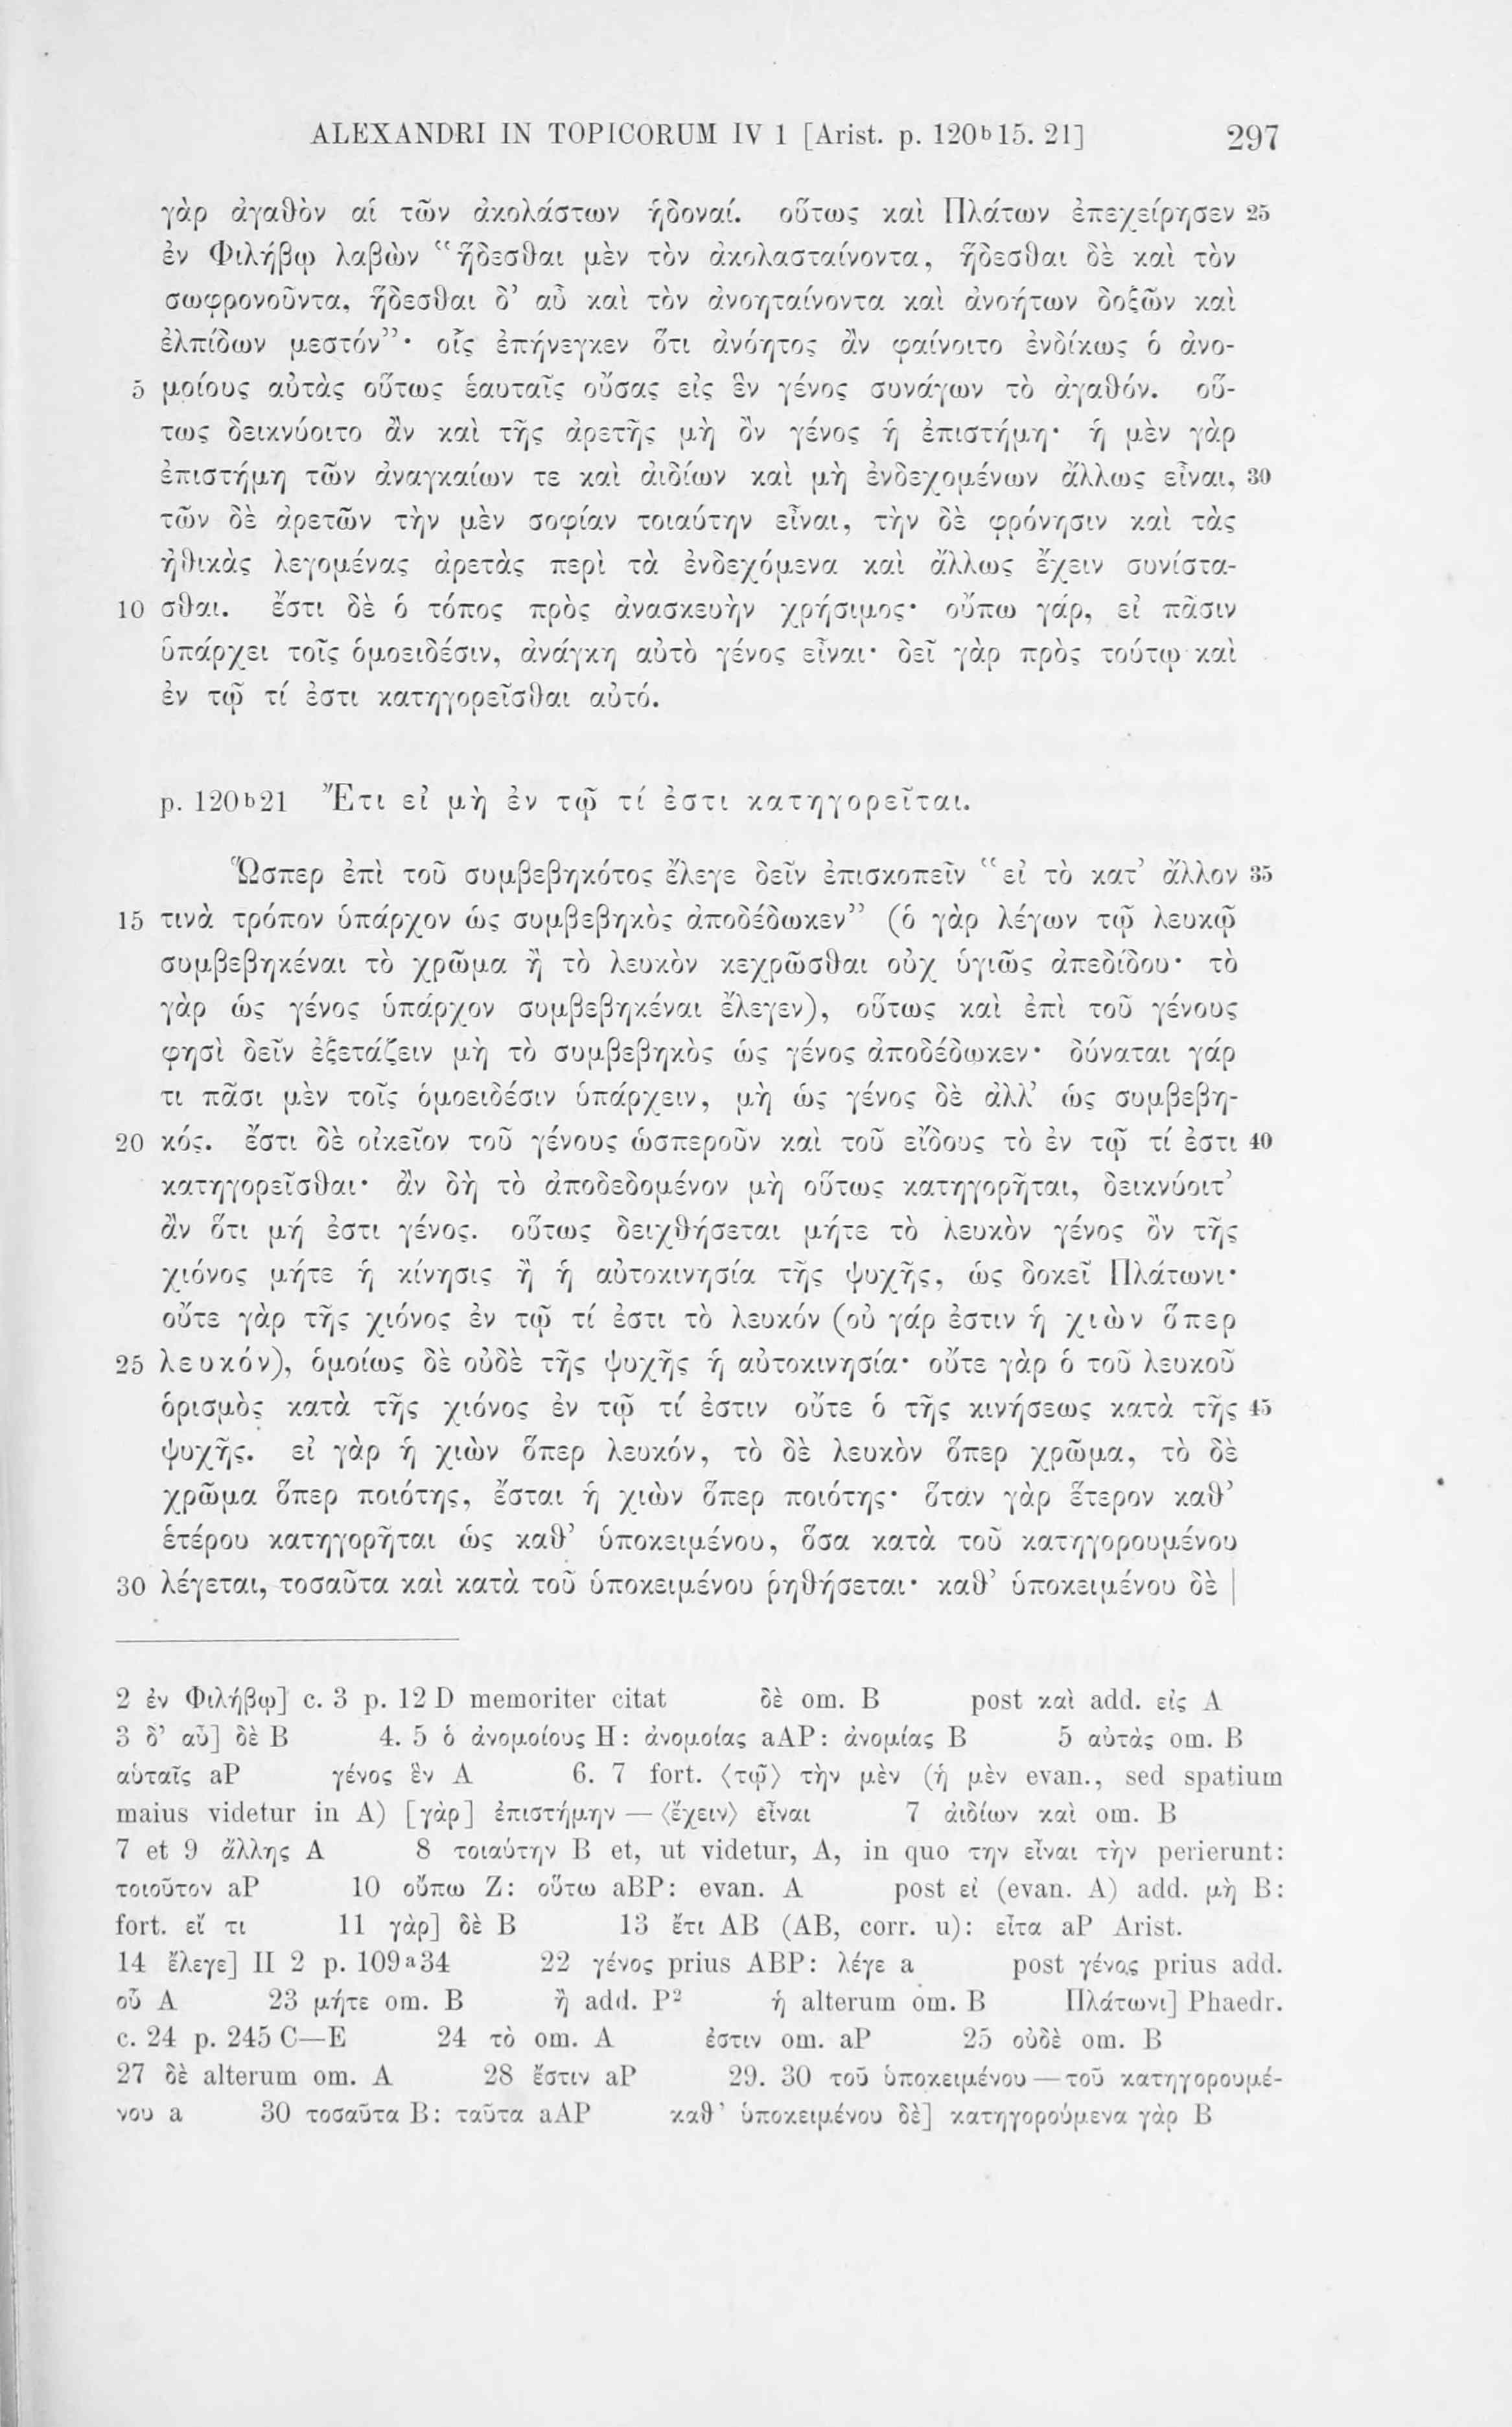 ALEXANDRI IN TOPICORUM IV 1 [Arist. p. 120ᵇ15. 21] 297
γὰρ ἀγαθὸν αἱ τῶν ἀκολάστων ἡδοναί. οὕτως καὶ Πλάτων ἐπεχείρησεν 25
ἐν Φιλήβῳ λαβὼν “ἥδεσθαι μὲν τὸν ἀκολασταίνοντα, ἥδεσθαι δὲ καὶ τὸν
σωφρονοῦντα, ἥδεσθαι δ’ αὖ καὶ τὸν ἀνοηταίνοντα καὶ ἀνοήτων δοξῶν καὶ
ἐλπίδων μεστόν”· οἷς ἐπήνεγκεν ὅτι ἀνόητος ἂν φαίνοιτο ἐνδίκως ὁ ἀνο-
5 μοίους αὐτὰς οὕτως ἑαυταῖς οὔσας εἰς ἓν γένος συνάγων τὸ ἀγαθόν. οὕ-
τως δεικνύοιτο ἂν καὶ τῆς ἀρετῆς μὴ ὂν γένος ἡ ἐπιστήμη· ἡ μὲν γὰρ
ἐπιστήμη τῶν ἀναγκαίων τε καὶ ἀιδίων καὶ μὴ ἐνδεχομένων ἄλλως εἶναι, 30
τῶν δὲ ἀρετῶν τὴν μὲν σοφίαν τοιαύτην εἶναι, τὴν δὲ φρόνησιν καὶ τὰς
ἠθικὰς λεγομένας ἀρετὰς περὶ τὰ ἐνδεχόμενα καὶ ἄλλως ἔχειν συνίστα-
10 σθαι. ἔστι δὲ ὁ τόπος πρὸς ἀνασκευὴν χρήσιμος· οὔπω γάρ, εἰ πᾶσιν
ὑπάρχει τοῖς ὁμοειδέσιν, ἀνάγκη αὐτὸ γένος εἶναι· δεῖ γὰρ πρὸς τούτῳ καὶ
ἐν τῷ τί ἐστι κατηγορεῖσθαι αὐτό.
p. 120ᵇ21 Ἔτι εἰ μὴ ἐν τῷ τί ἐστι κατηγορεῖται.
Ὥσπερ ἐπὶ τοῦ συμβεβηκότος ἔλεγε δεῖν ἐπισκοπεῖν “εἰ τὸ κατ’ ἄλλον 35
15 τινὰ τρόπον ὑπάρχον ὡς συμβεβηκὸς ἀποδέδωκεν” (ὁ γὰρ λέγων τῷ λευκῷ
συμβεβηκέναι τὸ χρῶμα ἢ τὸ λευκὸν κεχρῶσθαι οὐχ ὑγιῶς ἀπεδίδου· τὸ
γὰρ ὡς γένος ὑπάρχον συμβεβηκέναι ἔλεγεν), οὕτως καὶ ἐπὶ τοῦ γένους
φησὶ δεῖν ἐξετάζειν μὴ τὸ συμβεβηκὸς ὡς γένος ἀποδέδωκεν· δύναται γάρ
τι πᾶσι μὲν τοῖς ὁμοειδέσιν ὑπάρχειν, μὴ ὡς γένος δὲ ἀλλ’ ὡς συμβεβη-
20 κός. ἔστι δὲ οἰκεῖον τοῦ γένους ὡσπεροῦν καὶ τοῦ εἴδους τὸ ἐν τῷ τί ἐστι 40
κατηγορεῖσθαι· ἂν δὴ τὸ ἀποδεδομένον μὴ οὕτως κατηγορῆται, δεικνύοιτ’
ἂν ὅτι μή ἐστι γένος. οὕτως δειχθήσεται μήτε τὸ λευκὸν γένος ὂν τῆς
χιόνος μήτε ἡ κίνησις ἢ ἡ αὐτοκινησία τῆς ψυχῆς, ὡς δοκεῖ Πλάτωνι·
οὔτε γὰρ τῆς χιόνος ἐν τῷ τί ἐστι τὸ λευκόν (οὐ γάρ ἐστιν ἡ χιὼν ὅπερ
25 λευκόν), ὁμοίως δὲ οὐδὲ τῆς ψυχῆς ἡ αὐτοκινησία· οὔτε γὰρ ὁ τοῦ λευκοῦ
ὁρισμὸς κατὰ τῆς χιόνος ἐν τῷ τί ἐστιν οὔτε ὁ τῆς κινήσεως κατὰ τῆς 45
ψυχῆς. εἰ γὰρ ἡ χιὼν ὅπερ λευκόν, τὸ δὲ λευκὸν ὅπερ χρῶμα, τὸ δὲ
χρῶμα ὅπερ ποιότης, ἔσται ἡ χιὼν ὅπερ ποιότης· ὅταν γὰρ ἕτερον καθ’
ἑτέρου κατηγορῆται ὡς καθ’ ὑποκειμένου, ὅσα κατὰ τοῦ κατηγορουμένου
30 λέγεται, τοσαῦτα καὶ κατὰ τοῦ ὑποκειμένου ῥηθήσεται· καθ’ ὑποκειμένου δὲ |
2 ἐν Φιλήβῳ] c. 3 p. 12 D memoriter citat δὲ om. B post καὶ add. εἰς A
3 δ’ αὖ] δὲ B 4. 5 ὁ ἀνομοίους H: ἀνομοίας aAP: ἀνομίας B 5 αὐτὰς om. B
αὑταῖς aP γένος ἓν A 6. 7 fort. ⟨τῷ⟩ τὴν μὲν (ἡ μὲν evan., sed spatium
maius videtur in A) [γὰρ] ἐπιστήμην — ⟨ἔχειν⟩ εἶναι 7 ἀιδίων καὶ om. B
7 et 9 ἄλλης A 8 τοιαύτην B et, ut videtur, A, in quo την εἶναι τὴν perierunt:
τοιοῦτον aP 10 οὔπω Z: οὕτω aBP: evan. A post εἰ (evan. A) add. μὴ B:
fort. εἴ τι 11 γὰρ] δὲ B 13 ἔτι AB (AB, corr. u): εἶτα aP Arist.
14 ἔλεγε] II 2 p. 109ᵃ34 22 γένος prius ABP: λέγε a post γένος prius add.
οὗ A 23 μήτε om. B ἢ add. P² ἡ alterum om. B Πλάτωνι] Phaedr.
c. 24 p. 245 C—E 24 τὸ om. A ἐστιν om. aP 25 οὐδὲ om. B
27 δὲ alterum om. A 28 ἔστιν aP 29. 30 τοῦ ὑποκειμένου — τοῦ κατηγορουμέ-
νου a 30 τοσαῦτα B: ταῦτα aAP καθ’ ὑποκειμένου δὲ] κατηγορούμενα γὰρ B